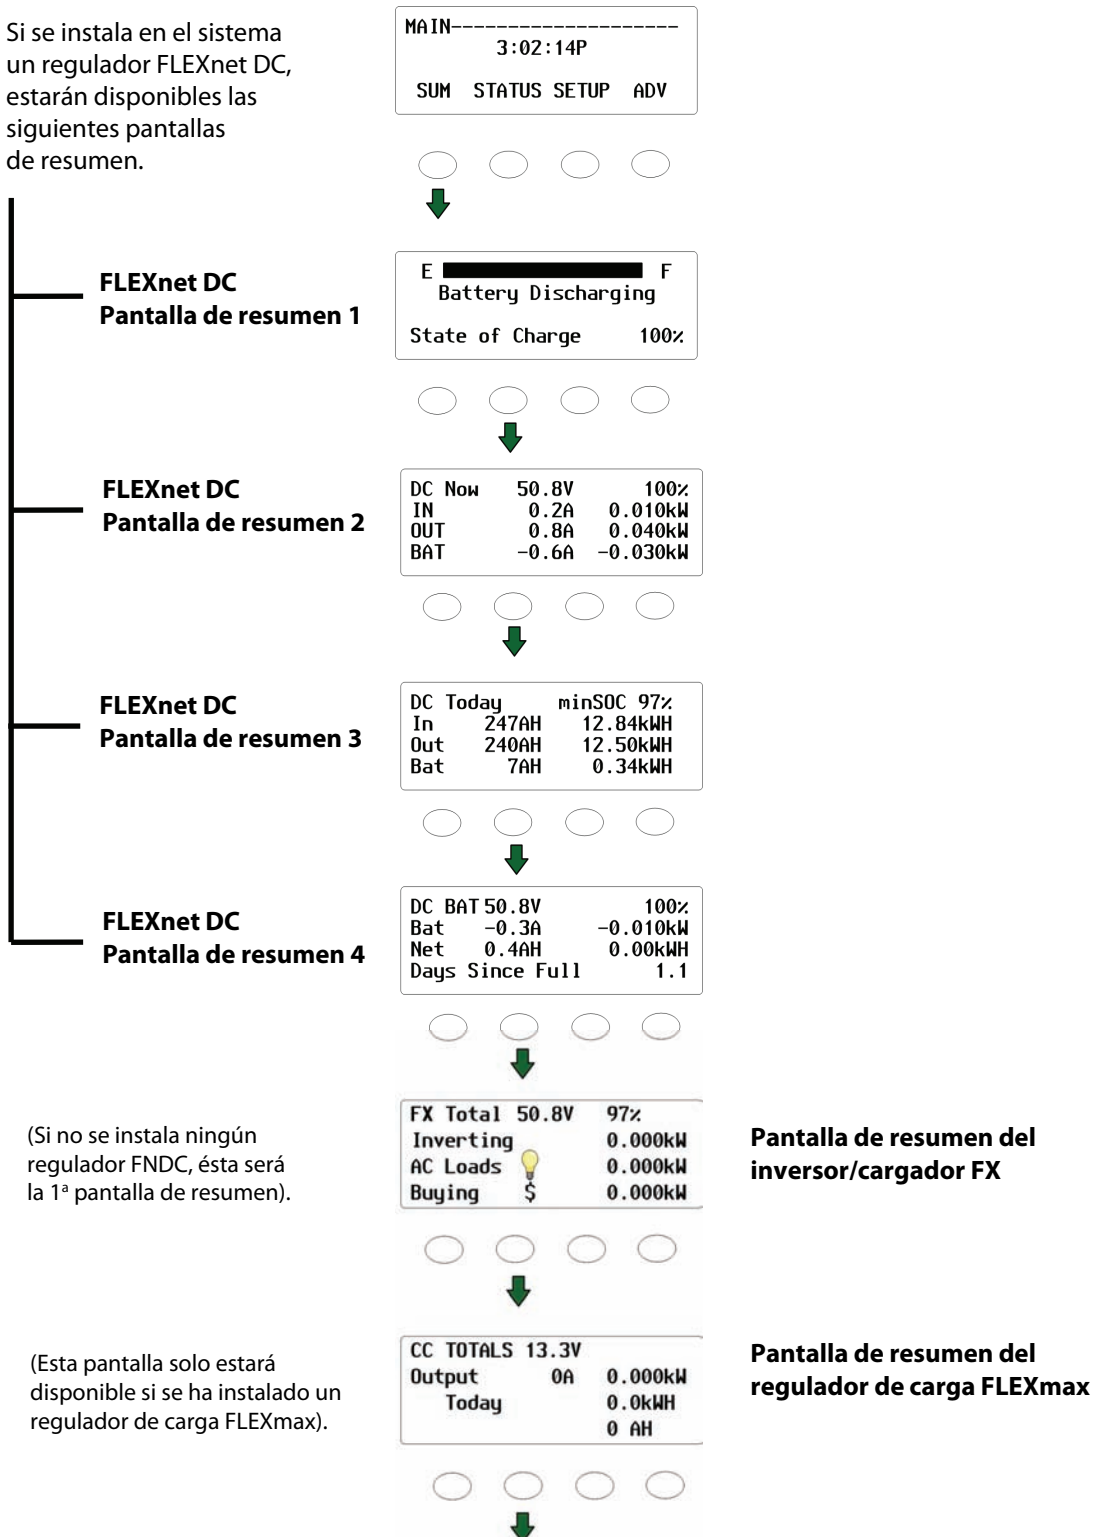 Si se instala en el sistema
un regulador FLEXnet DC,
estarán disponibles las
siguientes pantallas
de resumen.
MAIN--------------------
3:02:14P
SUM STATUS SETUP ADV
FLEXnet DC
Pantalla de resumen 1
E F
Battery Discharging
State of Charge 100%
FLEXnet DC
Pantalla de resumen 2
DC Now 50.8V 100%
IN 0.2A 0.010kW
OUT 0.8A 0.040kW
BAT -0.6A -0.030kW
FLEXnet DC
Pantalla de resumen 3
DC Today minSOC 97%
In 247AH 12.84kWH
Out 240AH 12.50kWH
Bat 7AH 0.34kWH
FLEXnet DC
Pantalla de resumen 4
DC BAT 50.8V 100%
Bat -0.3A -0.010kW
Net 0.4AH 0.00kWH
Days Since Full 1.1
(Si no se instala ningún
regulador FNDC, ésta será
la 1ª pantalla de resumen).
FX Total 50.8V 97%
Inverting 0.000kW
AC Loads 0.000kW
Buying $ 0.000kW
Pantalla de resumen del
inversor/cargador FX
(Esta pantalla solo estará
disponible si se ha instalado un
regulador de carga FLEXmax).
CC TOTALS 13.3V
Output 0A 0.000kW
Today 0.0kWH
0 AH
Pantalla de resumen del
regulador de carga FLEXmax